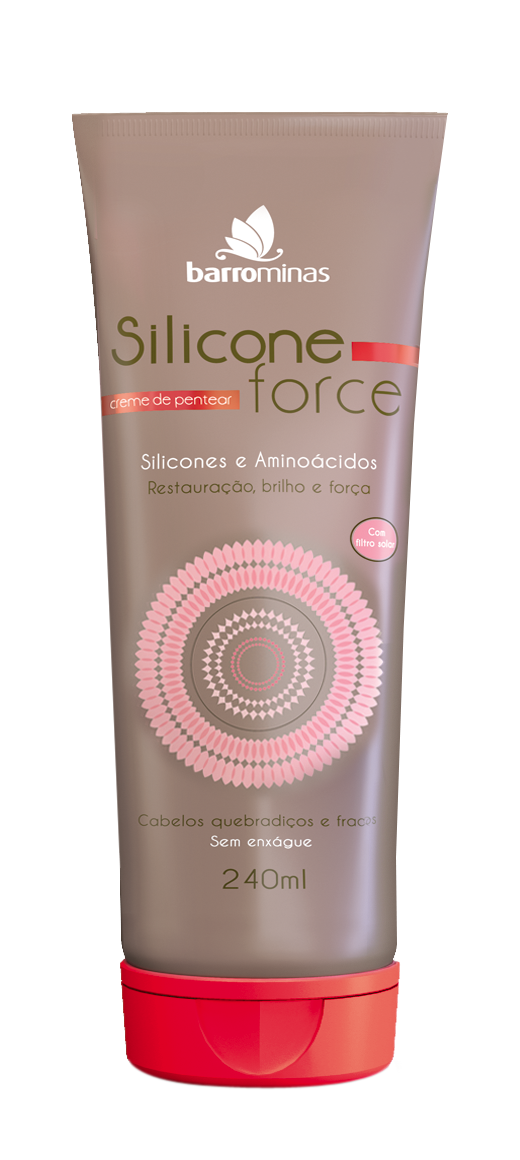 barrominas
Silicone
force
creme de pentear
Silicones e Aminoácidos
Restauração, brilho e força
Com
filtro solar
Cabelos quebradiços e fracos
Sem enxágue
240ml